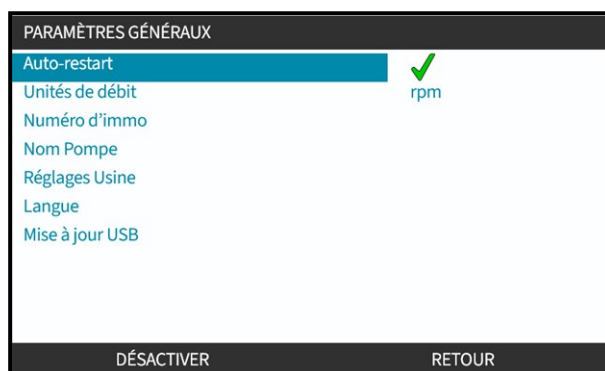 PARAMÈTRES GÉNÉRAUX
Auto-restart
Unités de débit rpm
Numéro d'immo
Nom Pompe
Réglages Usine
Langue
Mise à jour USB
DÉSACTIVER RETOUR